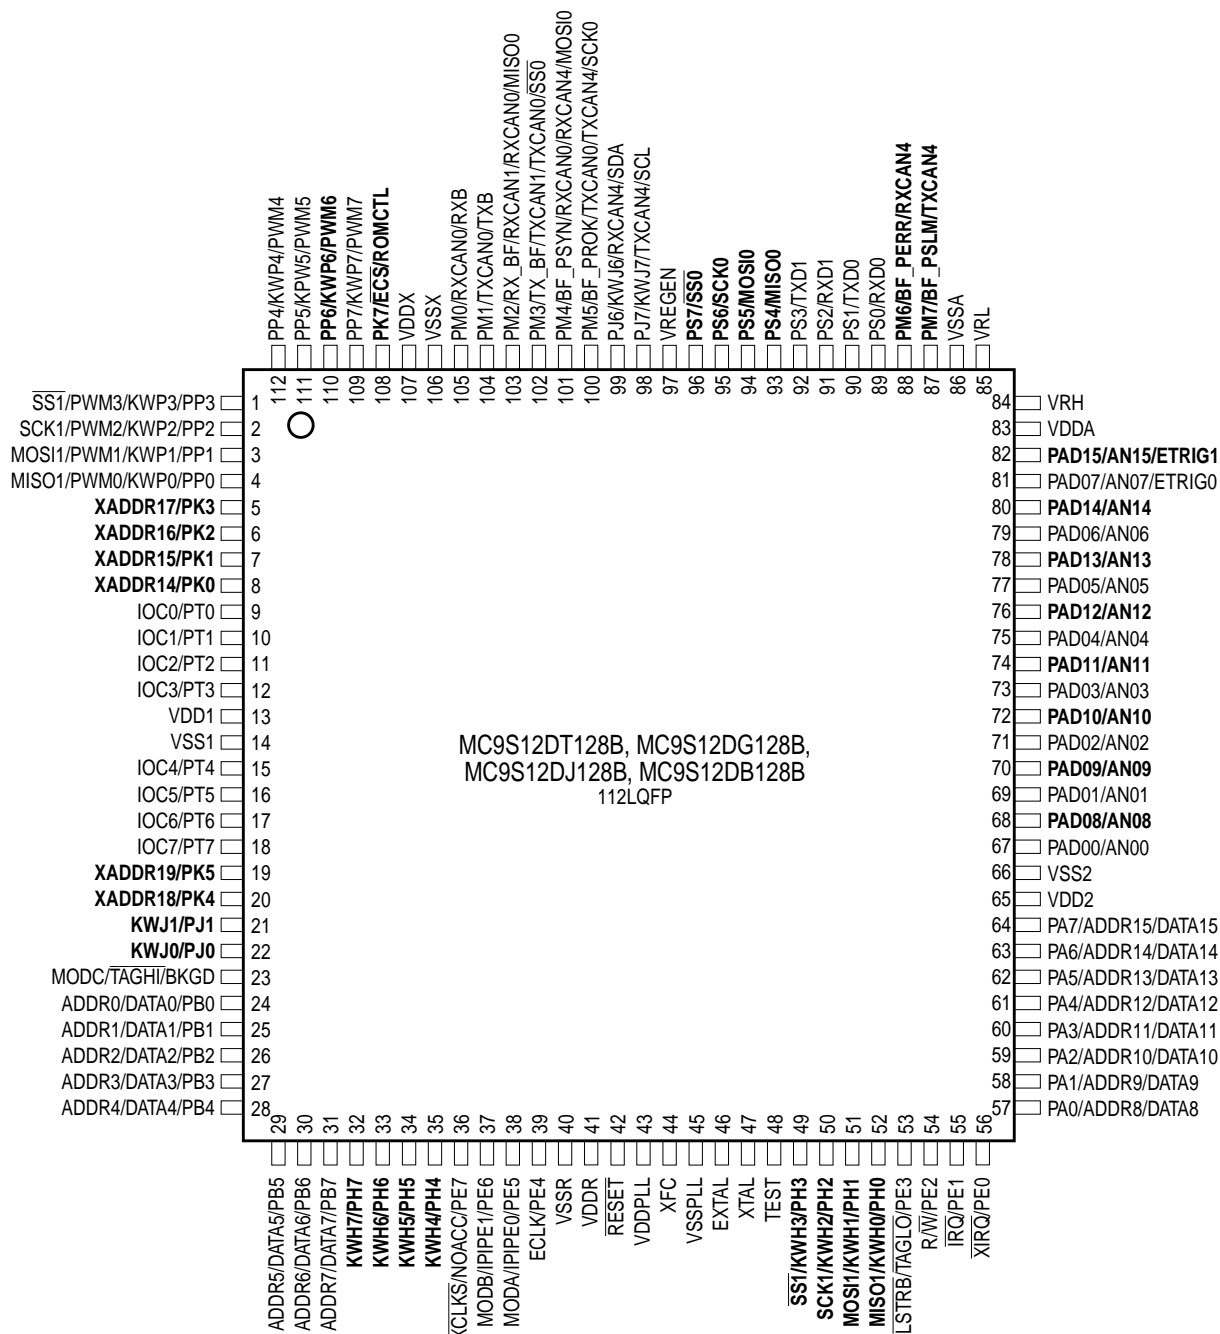 PP4/KWP4/PWM4
PP5/KPW5/PWM5
PP6/KWP6/PWM6
PP7/KWP7/PWM7
PK7/ECS/ROMCTL
VDDX
VSSX
PM0/RXCAN0/RXB
PM1/TXCAN0/TXB
PM2/RX_BF/RXCAN1/RXCAN0/MISO0
PM3/TX_BF/TXCAN1/TXCAN0/SS0
PM4/BF_PSYN/RXCAN0/RXCAN4/MOSI0
PM5/BF_PROK/TXCAN0/TXCAN4/SCK0
PJ6/KWJ6/RXCAN4/SDA
PJ7/KWJ7/TXCAN4/SCL
VREGEN
PS7/SS0
PS6/SCK0
PS5/MOSI0
PS4/MISO0
PS3/TXD1
PS2/RXD1
PS1/TXD0
PS0/RXD0
PM6/BF_PERR/RXCAN4
PM7/BF_PSLM/TXCAN4
VSSA
VRL
112
111
110
109
108
107
106
105
104
103
102
101
100
99
98
97
96
95
94
93
92
91
90
89
88
87
86
85
SS1/PWM3/KWP3/PP3 1
SCK1/PWM2/KWP2/PP2 2
MOSI1/PWM1/KWP1/PP1 3
MISO1/PWM0/KWP0/PP0 4
XADDR17/PK3 5
XADDR16/PK2 6
XADDR15/PK1 7
XADDR14/PK0 8
IOC0/PT0 9
IOC1/PT1 10
IOC2/PT2 11
IOC3/PT3 12
VDD1 13
VSS1 14
IOC4/PT4 15
IOC5/PT5 16
IOC6/PT6 17
IOC7/PT7 18
XADDR19/PK5 19
XADDR18/PK4 20
KWJ1/PJ1 21
KWJ0/PJ0 22
MODC/TAGHI/BKGD 23
ADDR0/DATA0/PB0 24
ADDR1/DATA1/PB1 25
ADDR2/DATA2/PB2 26
ADDR3/DATA3/PB3 27
ADDR4/DATA4/PB4 28
MC9S12DT128B, MC9S12DG128B,
MC9S12DJ128B, MC9S12DB128B
112LQFP
84 VRH
83 VDDA
82 PAD15/AN15/ETRIG1
81 PAD07/AN07/ETRIG0
80 PAD14/AN14
79 PAD06/AN06
78 PAD13/AN13
77 PAD05/AN05
76 PAD12/AN12
75 PAD04/AN04
74 PAD11/AN11
73 PAD03/AN03
72 PAD10/AN10
71 PAD02/AN02
70 PAD09/AN09
69 PAD01/AN01
68 PAD08/AN08
67 PAD00/AN00
66 VSS2
65 VDD2
64 PA7/ADDR15/DATA15
63 PA6/ADDR14/DATA14
62 PA5/ADDR13/DATA13
61 PA4/ADDR12/DATA12
60 PA3/ADDR11/DATA11
59 PA2/ADDR10/DATA10
58 PA1/ADDR9/DATA9
57 PA0/ADDR8/DATA8
29
30
31
32
33
34
35
36
37
38
39
40
41
42
43
44
45
46
47
48
49
50
51
52
53
54
55
56
ADDR5/DATA5/PB5
ADDR6/DATA6/PB6
ADDR7/DATA7/PB7
KWH7/PH7
KWH6/PH6
KWH5/PH5
KWH4/PH4
XCLKS/NOACC/PE7
MODB/IPIPE1/PE6
MODA/IPIPE0/PE5
ECLK/PE4
VSSR
VDDR
RESET
VDDPLL
XFC
VSSPLL
EXTAL
XTAL
TEST
SS1/KWH3/PH3
SCK1/KWH2/PH2
MOSI1/KWH1/PH1
MISO1/KWH0/PH0
LSTRB/TAGLO/PE3
R/W/PE2
IRQ/PE1
XIRQ/PE0